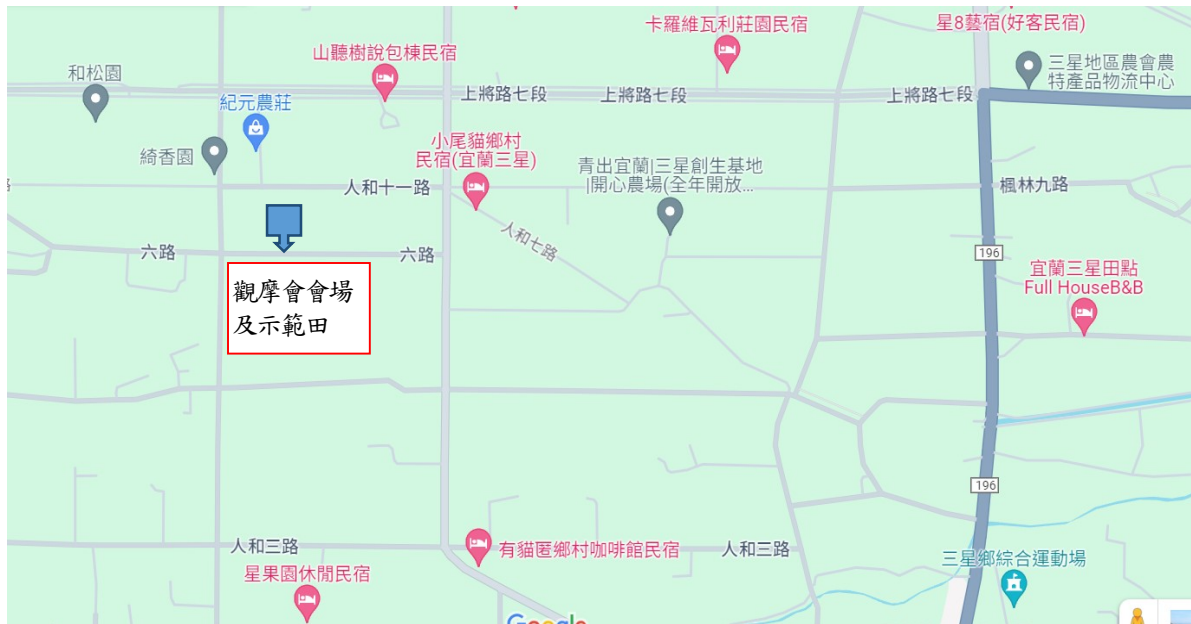 卡羅維瓦利莊園民宿
星8藝宿(好客民宿)
山聽樹說包棟民宿
和松園
三星地區農會農
特產品物流中心
紀元農莊
上將路七段
上將路七段
上將路七段
綺香園
小尾貓鄉村
民宿(宜蘭三星)
青出宜蘭|三星創生基地
|開心農場(全年開放...
人和十一路
楓林九路
人和七路
六路
六路
196
觀摩會會場
及示範田
宜蘭三星田點
Full HouseB&B
196
人和三路
有貓匿鄉村咖啡館民宿
人和三路
三星鄉綜合運動場
星果園休閒民宿
Google